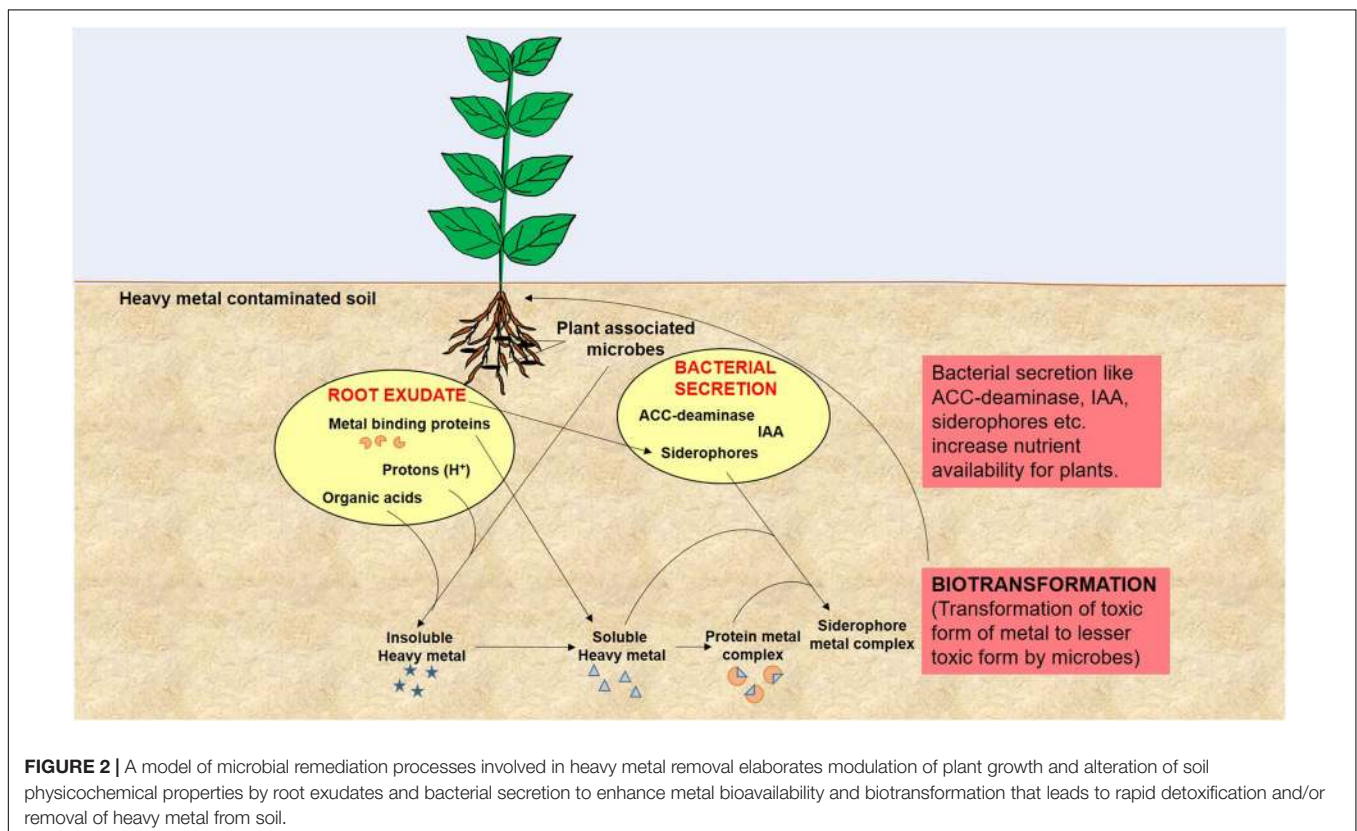 Heavy metal contaminated soil
Plant associated
microbes
ROOT EXUDATE
Metal binding proteins
Protons (H⁺)
Organic acids
BACTERIAL
SECRETION
ACC-deaminase
IAA
Siderophores
Bacterial secretion like
ACC-deaminase, IAA,
siderophores etc.
increase nutrient
availability for plants.
Insoluble
Heavy metal
Soluble
Heavy metal
Protein metal
complex
Siderophore
metal complex
BIOTRANSFORMATION
(Transformation of toxic
form of metal to lesser
toxic form by microbes)
FIGURE 2 | A model of microbial remediation processes involved in heavy metal removal elaborates modulation of plant growth and alteration of soil
physicochemical properties by root exudates and bacterial secretion to enhance metal bioavailability and biotransformation that leads to rapid detoxification and/or
removal of heavy metal from soil.